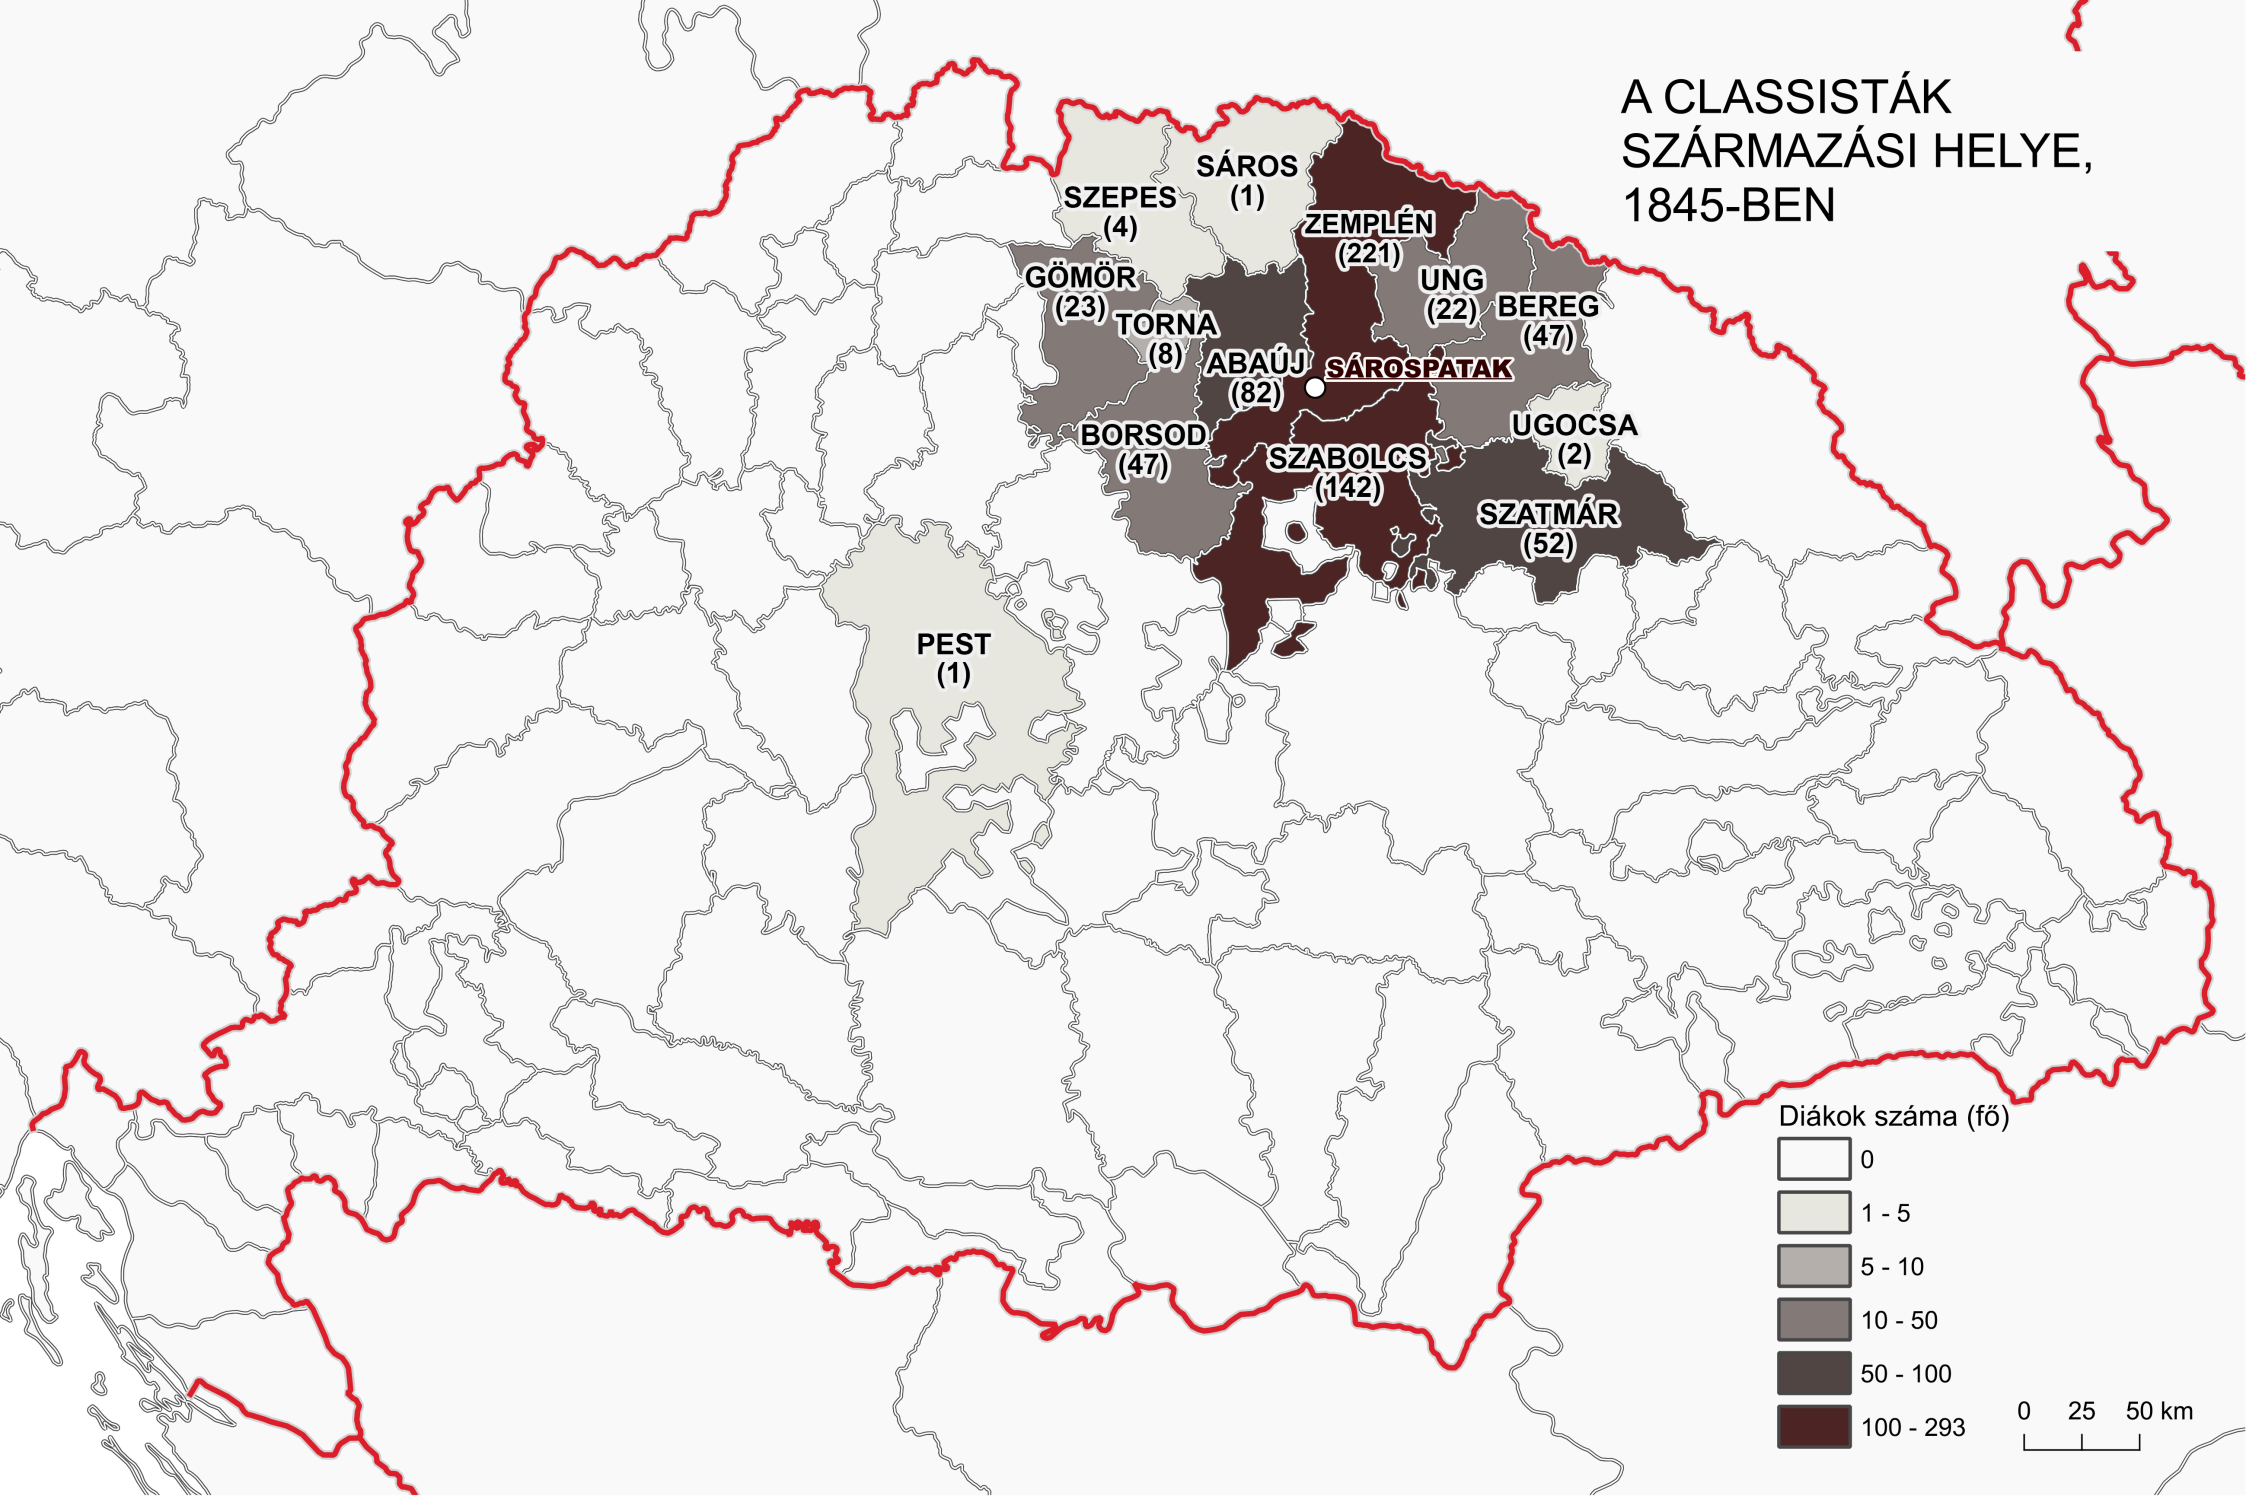 A CLASSISTÁK
SZÁRMAZÁSI HELYE,
1845-BEN
SÁROS
(1)
SZEPES
(4)
ZEMPLÉN
(221)
GÖMÖR
(23)
UNG
(22)
BEREG
(47)
TORNA
(8)
ABAÚJ
(82)
SÁROSPATAK
UGOCSA
(2)
BORSOD
(47)
SZABOLCS
(142)
SZATMÁR
(52)
PEST
(1)
Diákok száma (fő)
0
1 - 5
5 - 10
10 - 50
50 - 100
100 - 293
0 25 50 km